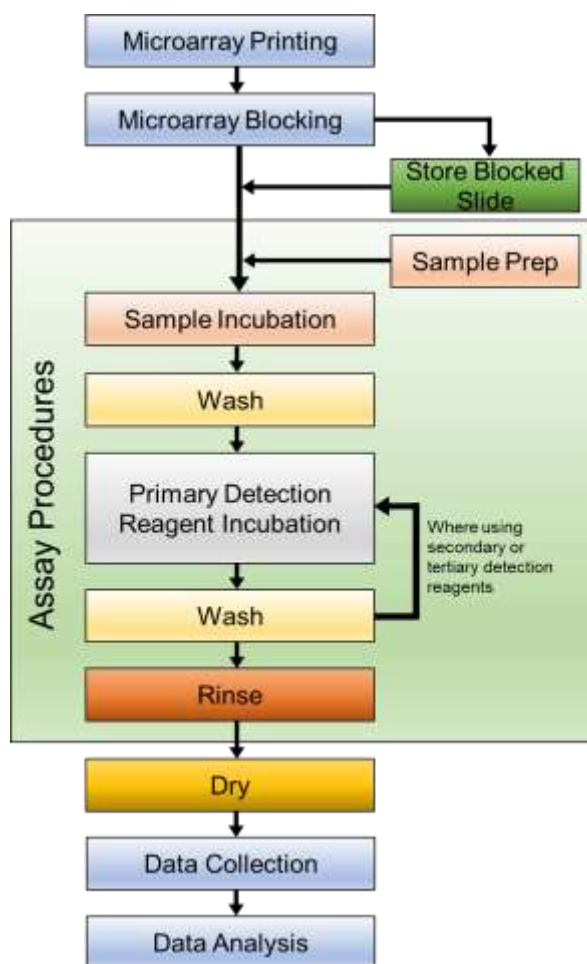 Microarray Printing
Microarray Blocking
Store Blocked
Slide
Sample Prep
Sample Incubation
Wash
Primary Detection
Reagent Incubation
Where using
secondary or
tertiary detection
reagents
Wash
Rinse
Assay Procedures
Dry
Data Collection
Data Analysis